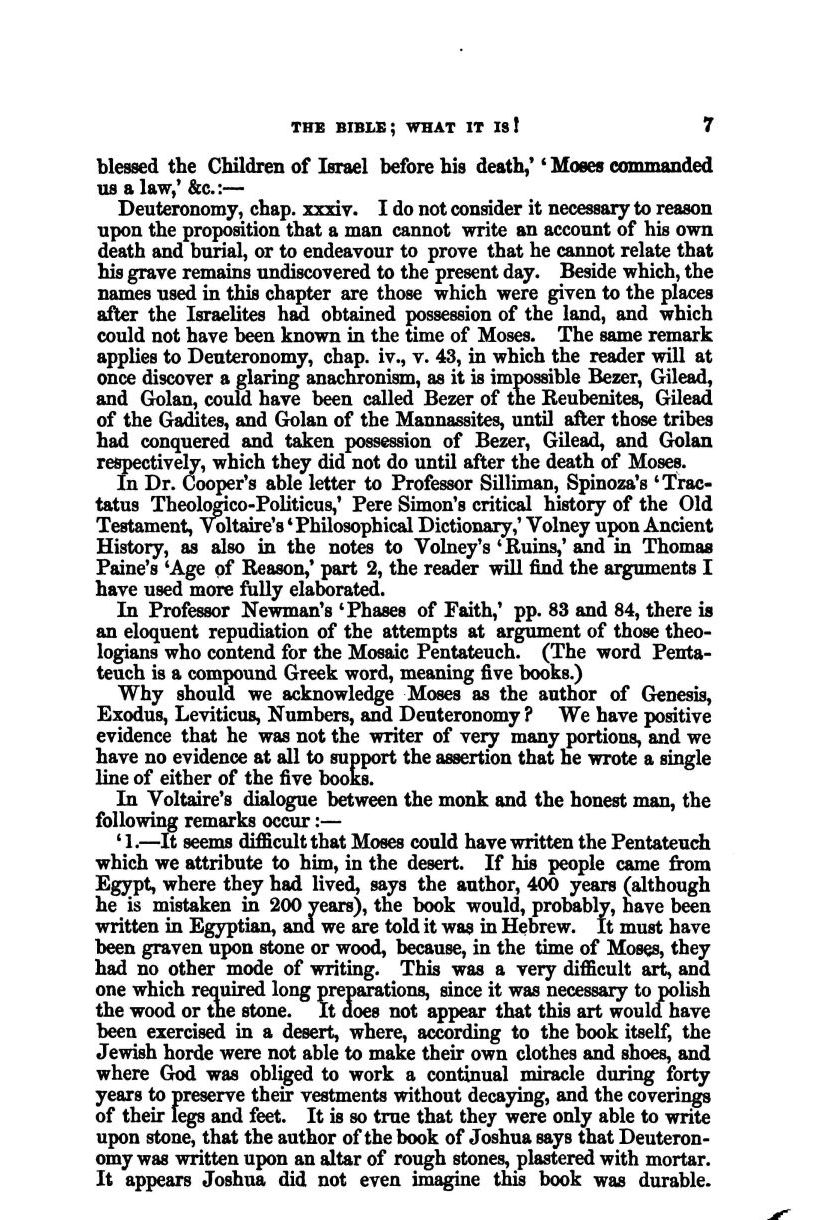 THE BIBLE; WHAT IT IS! 7
blessed the Children of Israel before his death,' 'Moses commanded
us a law,' &c.:—
Deuteronomy, chap. xxxiv. I do not consider it necessary to reason
upon the proposition that a man cannot write an account of his own
death and burial, or to endeavour to prove that he cannot relate that
his grave remains undiscovered to the present day. Beside which, the
names used in this chapter are those which were given to the places
after the Israelites had obtained possession of the land, and which
could not have been known in the time of Moses. The same remark
applies to Deuteronomy, chap. iv., v. 43, in which the reader will at
once discover a glaring anachronism, as it is impossible Bezer, Gilead,
and Golan, could have been called Bezer of the Reubenites, Gilead
of the Gadites, and Golan of the Mannassites, until after those tribes
had conquered and taken possession of Bezer, Gilead, and Golan
respectively, which they did not do until after the death of Moses.
In Dr. Cooper's able letter to Professor Silliman, Spinoza's 'Trac-
tatus Theologico-Politicus,' Pere Simon's critical history of the Old
Testament, Voltaire's 'Philosophical Dictionary,' Volney upon Ancient
History, as also in the notes to Volney's 'Ruins,' and in Thomas
Paine's 'Age of Reason,' part 2, the reader will find the arguments I
have used more fully elaborated.
In Professor Newman's 'Phases of Faith,' pp. 83 and 84, there is
an eloquent repudiation of the attempts at argument of those theo-
logians who contend for the Mosaic Pentateuch. (The word Penta-
teuch is a compound Greek word, meaning five books.)
Why should we acknowledge Moses as the author of Genesis,
Exodus, Leviticus, Numbers, and Deuteronomy? We have positive
evidence that he was not the writer of very many portions, and we
have no evidence at all to support the assertion that he wrote a single
line of either of the five books.
In Voltaire's dialogue between the monk and the honest man, the
following remarks occur :—
'1.—It seems difficult that Moses could have written the Pentateuch
which we attribute to him, in the desert. If his people came from
Egypt, where they had lived, says the author, 400 years (although
he is mistaken in 200 years), the book would, probably, have been
written in Egyptian, and we are told it was in Hebrew. It must have
been graven upon stone or wood, because, in the time of Moses, they
had no other mode of writing. This was a very difficult art, and
one which required long preparations, since it was necessary to polish
the wood or the stone. It does not appear that this art would have
been exercised in a desert, where, according to the book itself, the
Jewish horde were not able to make their own clothes and shoes, and
where God was obliged to work a continual miracle during forty
years to preserve their vestments without decaying, and the coverings
of their legs and feet. It is so true that they were only able to write
upon stone, that the author of the book of Joshua says that Deuteron-
omy was written upon an altar of rough stones, plastered with mortar.
It appears Joshua did not even imagine this book was durable.